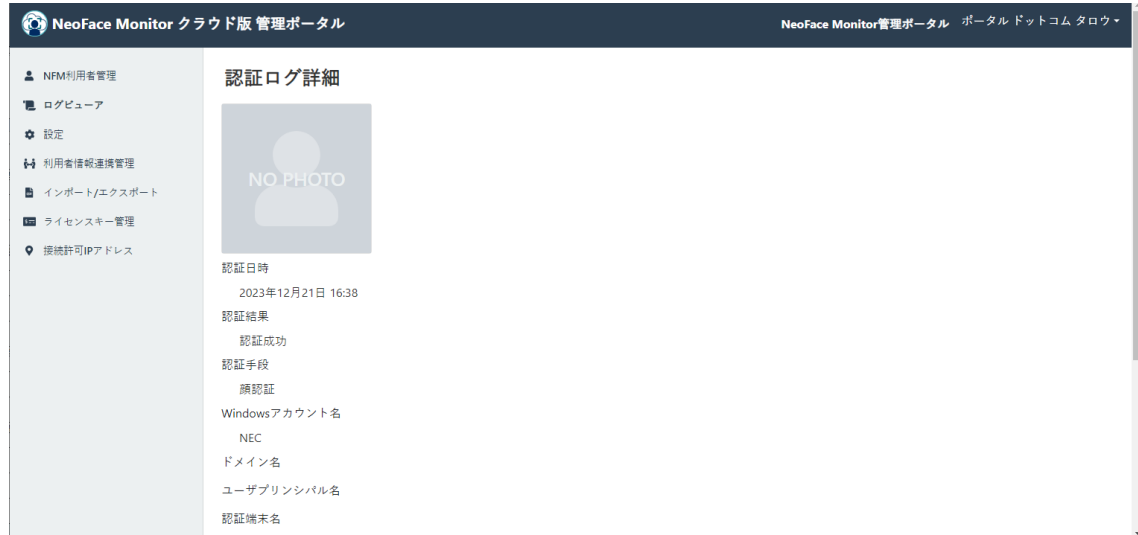 NeoFace Monitor クラウド版 管理ポータル
NeoFace Monitor管理ポータル ポータル ドットコム タロウ
NFM利用者管理
ログビューア
設定
利用者情報連携管理
インポート/エクスポート
ライセンスキー管理
接続許可IPアドレス
認証ログ詳細
NO PHOTO
認証日時
2023年12月21日 16:38
認証結果
認証成功
認証手段
顔認証
Windowsアカウント名
NEC
ドメイン名
ユーザプリンシパル名
認証端末名